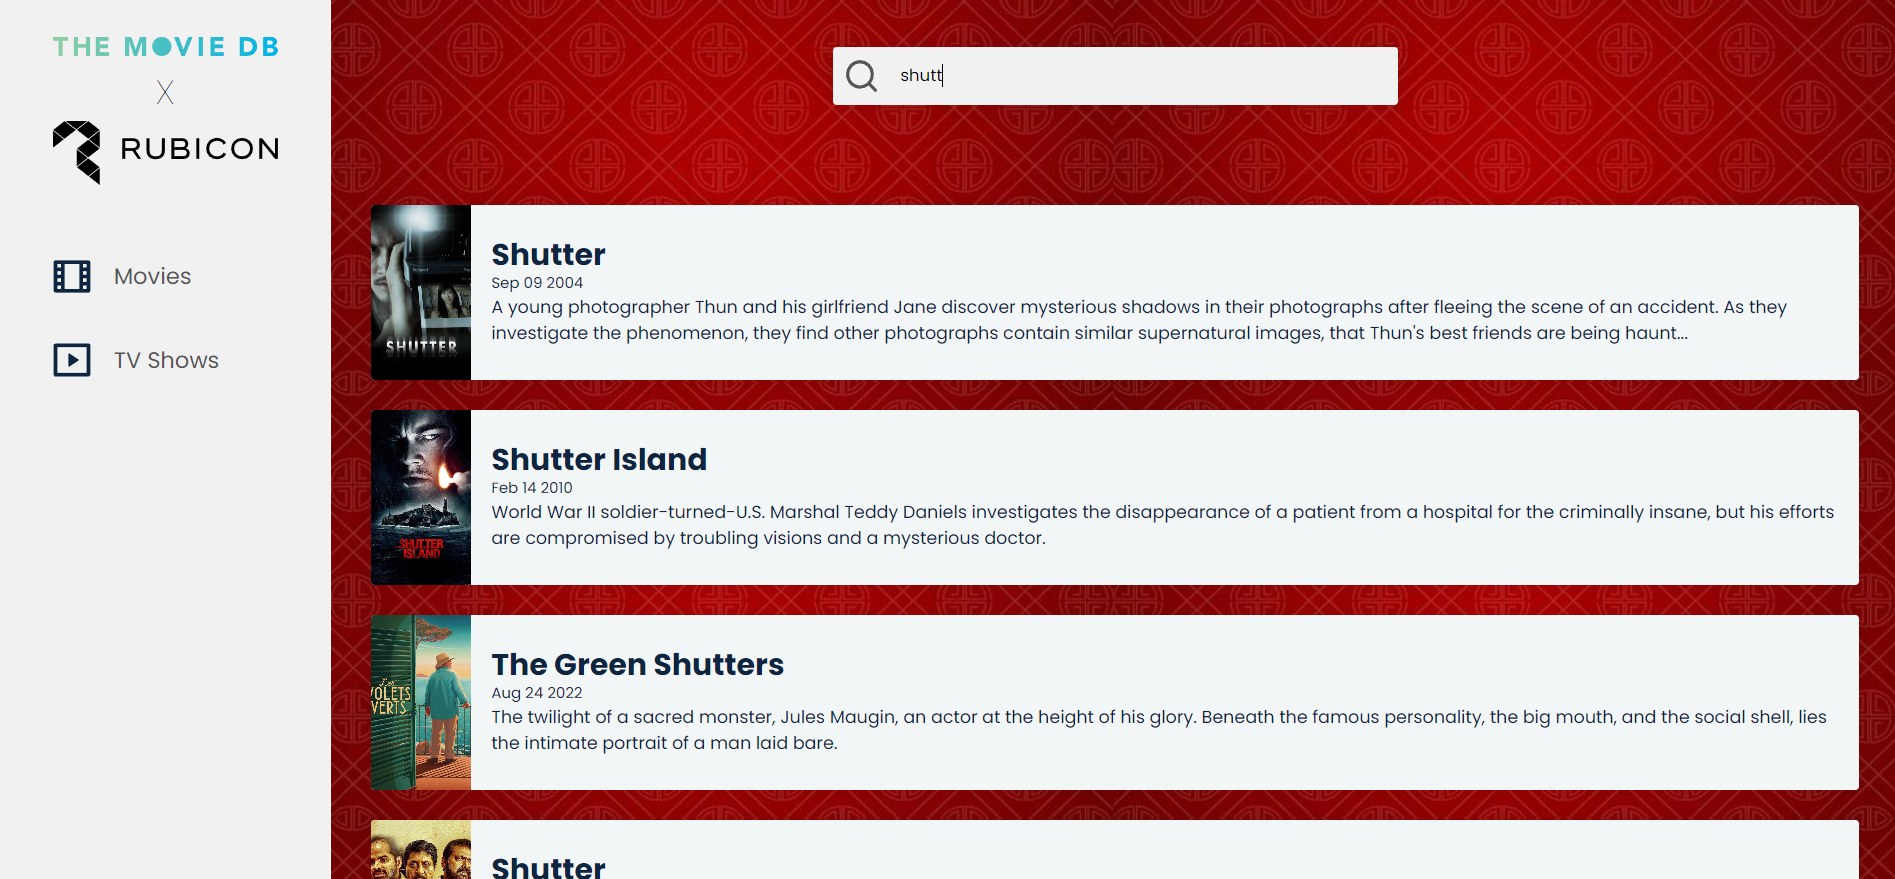 THE MOVIE DB
X
RUBICON
Movies
TV Shows
shutt
SHUTTER
Shutter
Sep 09 2004
A young photographer Thun and his girlfriend Jane discover mysterious shadows in their photographs after fleeing the scene of an accident. As they
investigate the phenomenon, they find other photographs contain similar supernatural images, that Thun's best friends are being haunt...
SHUTTER
ISLAND
Shutter Island
Feb 14 2010
World War II soldier-turned-U.S. Marshal Teddy Daniels investigates the disappearance of a patient from a hospital for the criminally insane, but his efforts
are compromised by troubling visions and a mysterious doctor.
Les
VOLETS
VERTS
The Green Shutters
Aug 24 2022
The twilight of a sacred monster, Jules Maugin, an actor at the height of his glory. Beneath the famous personality, the big mouth, and the social shell, lies
the intimate portrait of a man laid bare.
Shutter